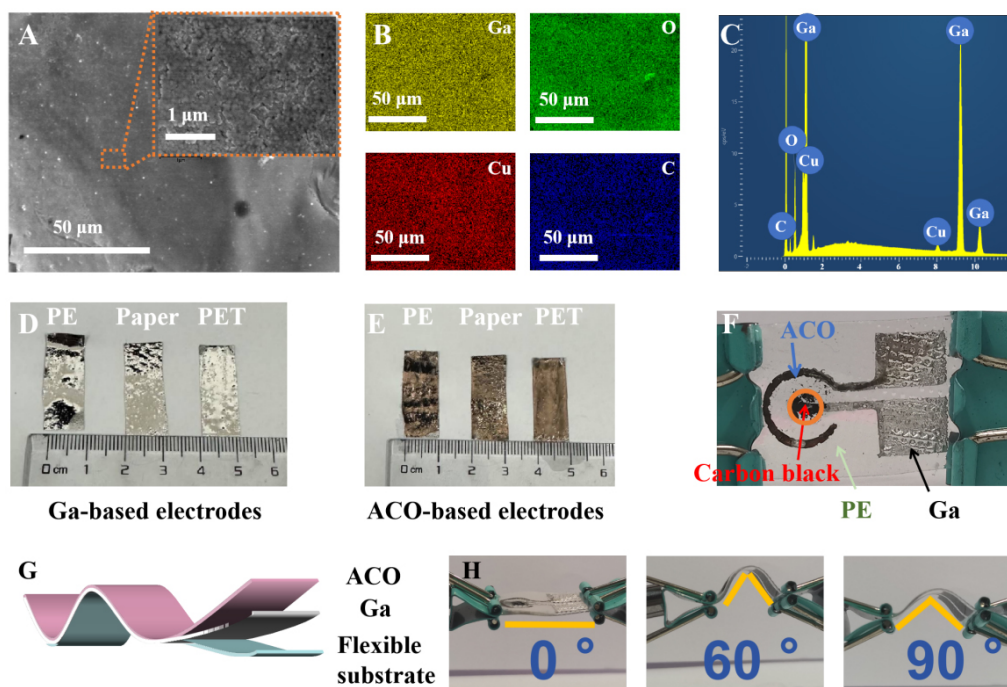 A
1 μm
50 μm
B
Ga
50 μm
O
50 μm
Cu
50 μm
C
50 μm
C
Ga
Ga
O
Cu
C
Cu
Ga
0 2 4 6 8 10
D
PE Paper PET
0 cm 1 2 3 4 5 6
Ga-based electrodes
E
PE Paper PET
0 cm 1 2 3 4 5 6
ACO-based electrodes
F
ACO
Carbon black
PE
Ga
G
ACO
Ga
Flexible
substrate
H
0 °
60 °
90 °